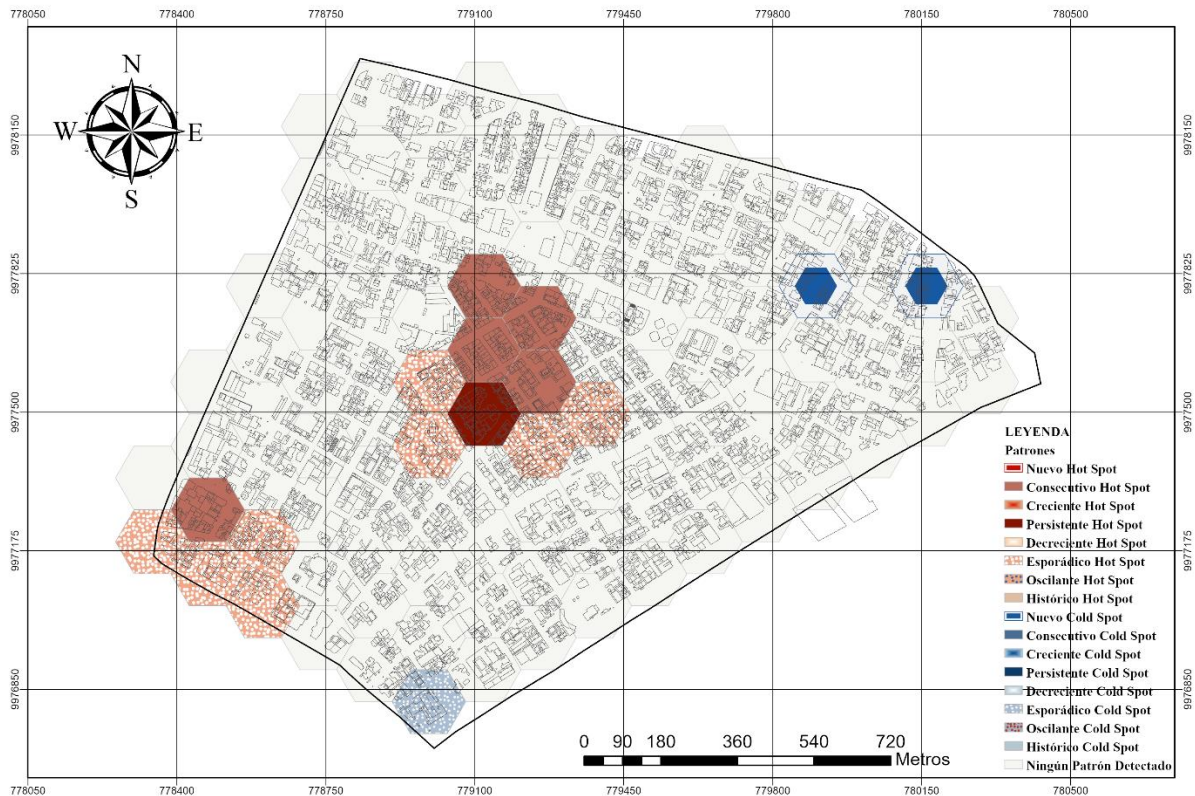 778050 778400 778750 779100 779450 779800 780150 780500
N
W E
S
9978150 9978150
9977825 9977825
9977500 9977500
9977175 9977175
9976850 9976850
LEYENDA
Patrones
Nuevo Hot Spot
Consecutivo Hot Spot
Creciente Hot Spot
Persistente Hot Spot
Decreciente Hot Spot
Esporádico Hot Spot
Oscilante Hot Spot
Histórico Hot Spot
Nuevo Cold Spot
Consecutivo Cold Spot
Creciente Cold Spot
Persistente Cold Spot
Decreciente Cold Spot
Esporádico Cold Spot
Oscilante Cold Spot
Histórico Cold Spot
Ningún Patrón Detectado
0 90 180 360 540 720
Metros
778050 778400 778750 779100 779450 779800 780150 780500